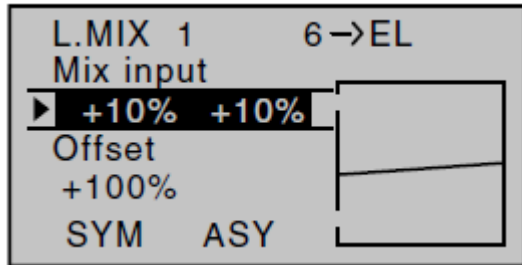 L.MIX 1 6→EL
Mix input
+10% +10%
Offset
+100%
SYM ASY